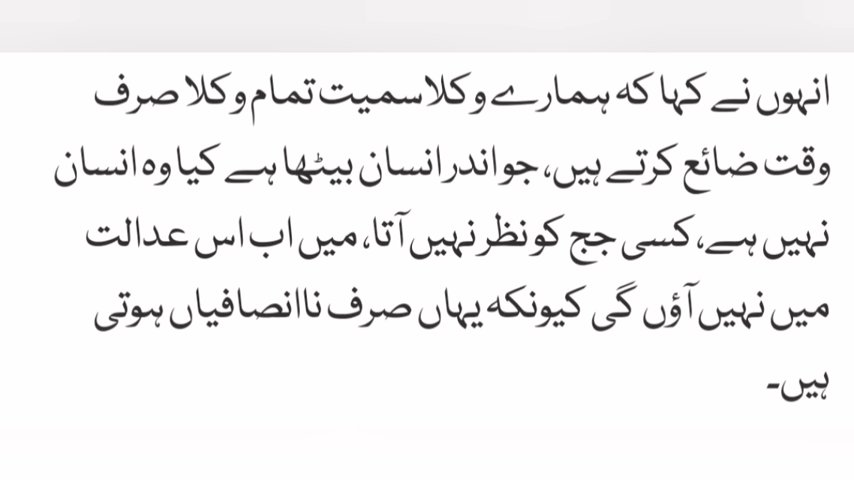 انہوں نے کہا کہ ہمارے وکلا سمیت تمام وکلا صرف
وقت ضائع کرتے ہیں، جو اندر انسان بیٹھا ہے کیا وہ انسان
نہیں ہے، کسی جج کو نظر نہیں آتا، میں اب اس عدالت
میں نہیں آؤں گی کیونکہ یہاں صرف ناانصافیاں ہوتی
ہیں۔